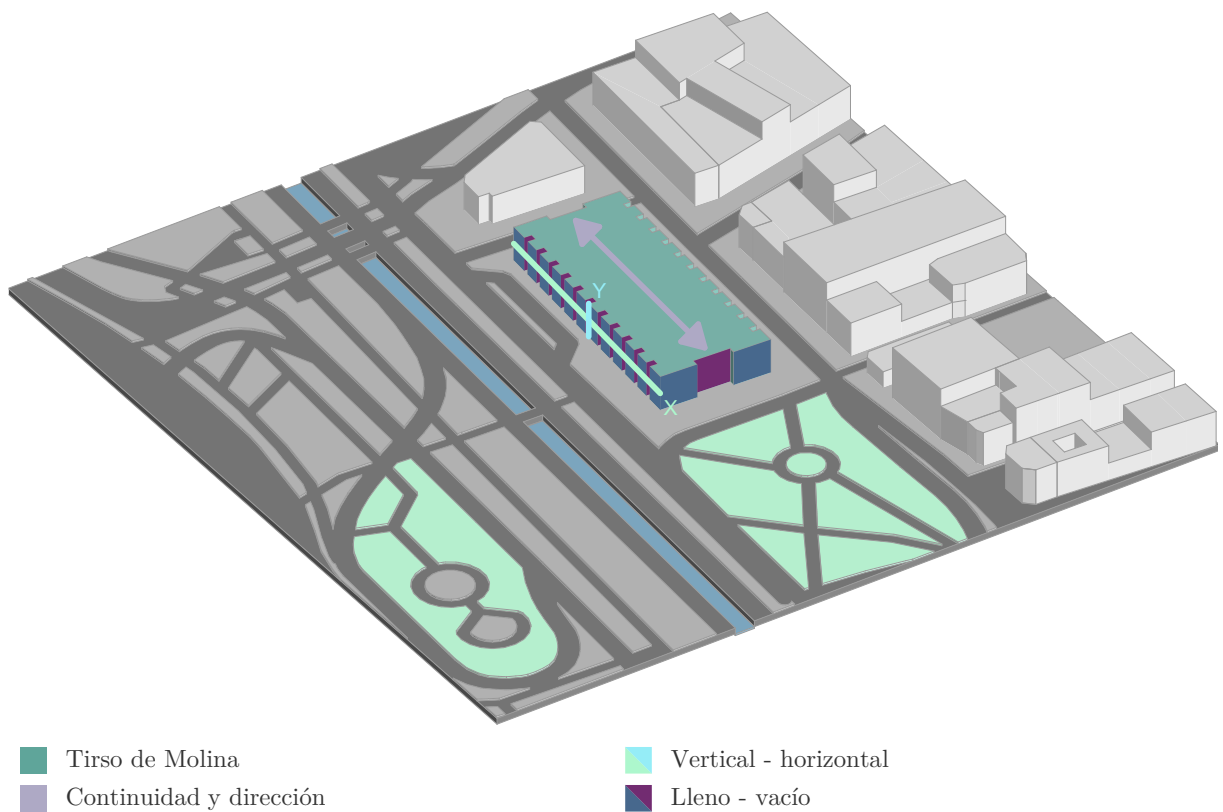 Y
X
Tirso de Molina
Vertical - horizontal
Continuidad y dirección
Lleno - vacío